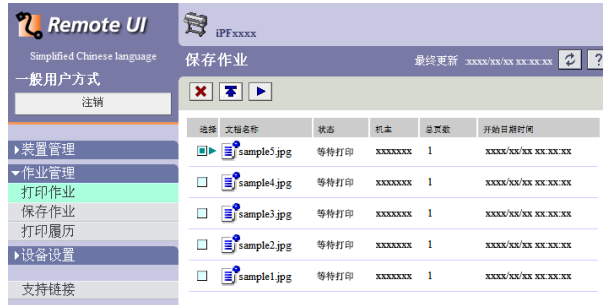 Remote UI
iPFxxxx
Simplified Chinese language
保存作业
最终更新 :xxxx/xx/xx xx:xx:xx
?
一般用户方式
注销
选择 文档名称 状态 机主 总页数 开始日期时间
装置管理
sample5.jpg 等待打印 xxxxxxx 1 xxxx/xx/xx xx:xx:xx
作业管理
打印作业
sample4.jpg 等待打印 xxxxxxx 1 xxxx/xx/xx xx:xx:xx
保存作业
sample3.jpg 等待打印 xxxxxxx 1 xxxx/xx/xx xx:xx:xx
打印履历
sample2.jpg 等待打印 xxxxxxx 1 xxxx/xx/xx xx:xx:xx
设备设置
sample1.jpg 等待打印 xxxxxxx 1 xxxx/xx/xx xx:xx:xx
支持链接